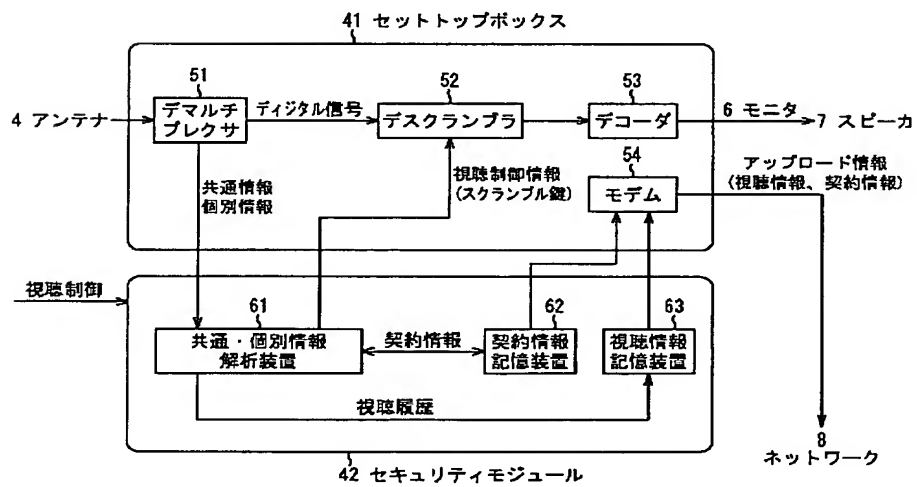 41 セットトップボックス
51
52
53
4 アンテナ
デマルチ
プレクサ
ディジタル信号
デスクランブラ
デコーダ
6 モニタ
7 スピーカ
共通情報
個別情報
視聴制御情報
(スクランブル鍵)
54
モデム
アップロード情報
(視聴情報、契約情報)
視聴制御
61
共通・個別情報
解析装置
契約情報
62
契約情報
記憶装置
63
視聴情報
記憶装置
視聴履歴
8
ネットワーク
42 セキュリティモジュール